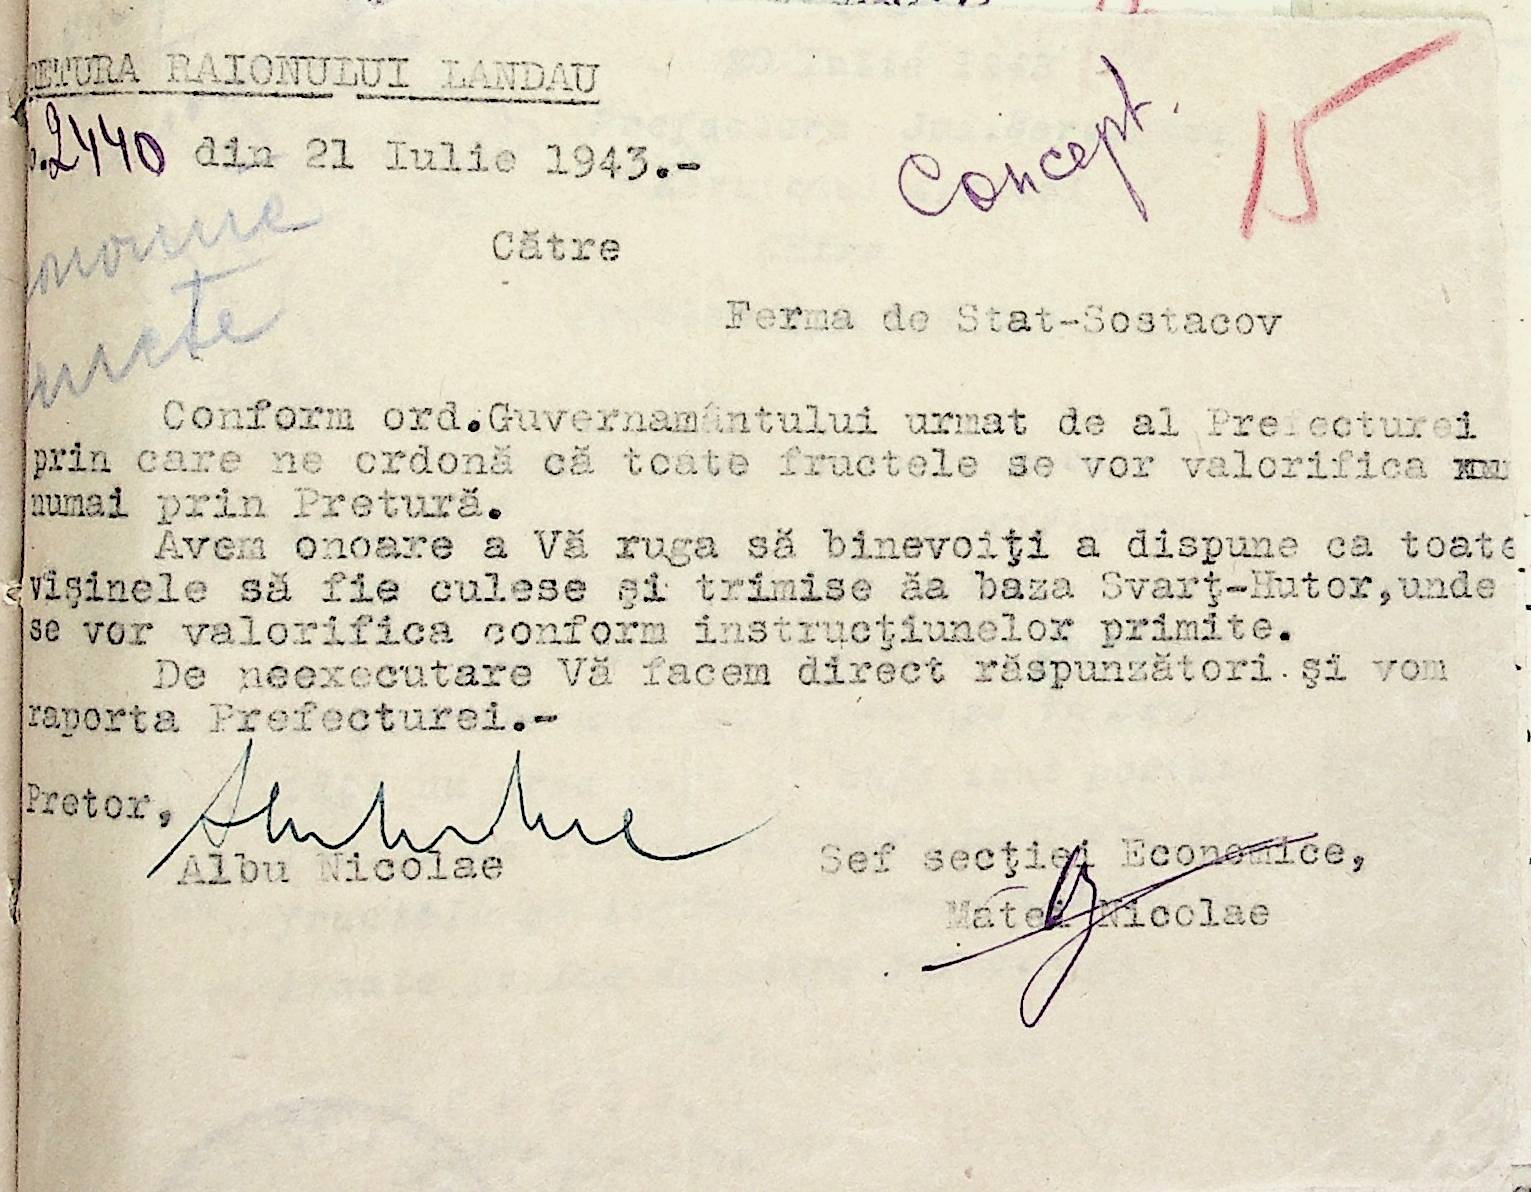 RETURA RAIONULUI LANDAU
o.2440 din 21 Iulie 1943.-
Concept.
15
Către
Ferma de Stat-Sostacov
Conform ord.Guvernamântului urmat de al Prefecturei
prin care ne ordonă că toate fructele se vor valorifica
numai prin Pretură.
Avem onoare a Vă ruga să binevoiţi a dispune ca toate
vişinele să fie culese şi trimise ăa baza Svarţ-Hutor,unde
se vor valorifica conform instrucţiunelor primite.
De neexecutare Vă facem direct răspunzători şi vom
raporta Prefecturei.-
Pretor,
Albu Nicolae
Sef secţiei Economice,
Matei Nicolae